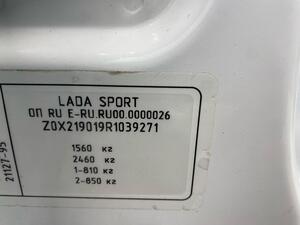 LADA SPORT
ОП RU E-RU.RU00.0000026
Z0X219019R1039271
1560 кг
2460 кг
1-810 кг
2-850 кг
21127-95